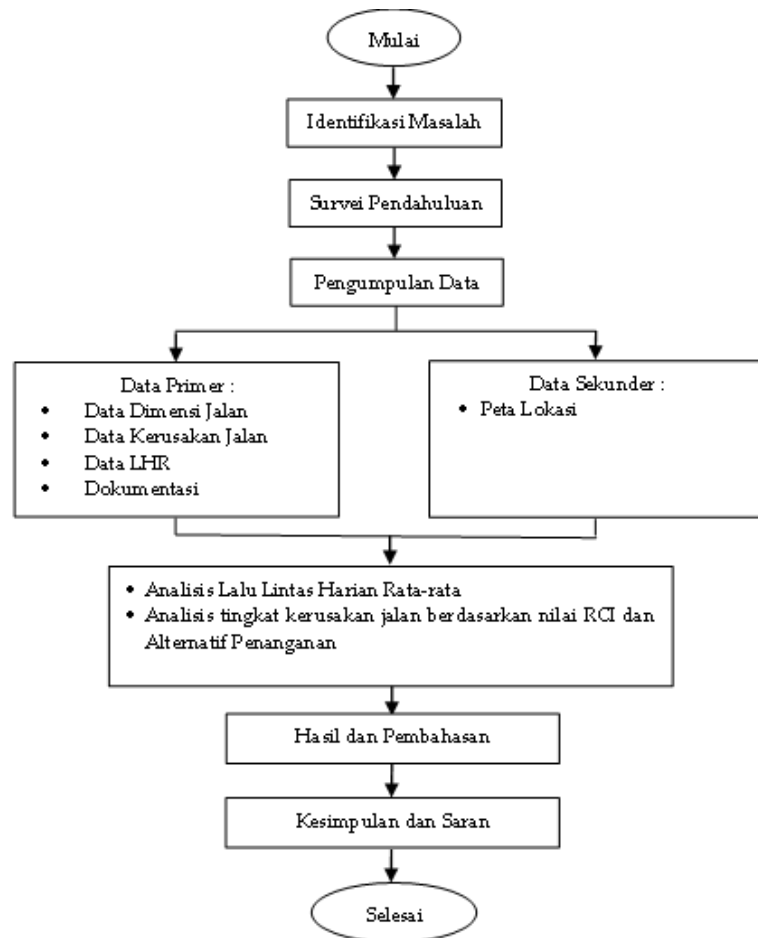 Mulai
Identifikasi Masalah
Survei Pendahuluan
Pengumpulan Data
Data Primer :
• Data Dimensi Jalan
• Data Kerusakan Jalan
• Data LHR
• Dokumentasi
Data Sekunder :
• Peta Lokasi
• Analisis Lalu Lintas Harian Rata-rata
• Analisis tingkat kerusakan jalan berdasarkan nilai RCI dan
Alternatif Penanganan
Hasil dan Pembahasan
Kesimpulan dan Saran
Selesai